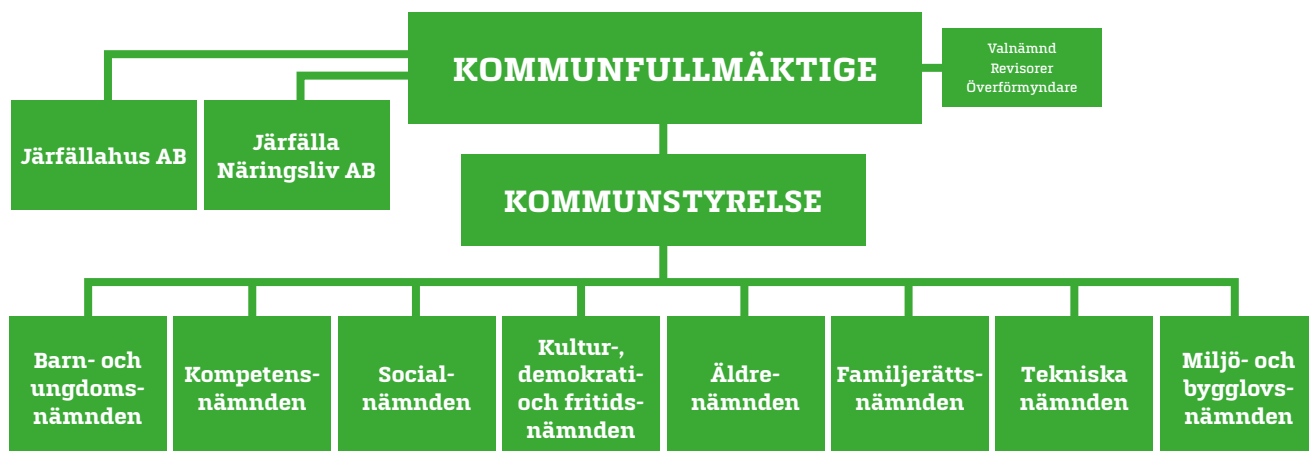 KOMMUNFULLMÄKTIGE
Valnämnd
Revisorer
Överförmyndare
Järfällahus AB
Järfälla
Näringsliv AB
KOMMUNSTYRELSE
Barn- och
ungdoms-
nämnden
Kompetens-
nämnden
Social-
nämnden
Kultur-,
demokrati-
och fritids-
nämnden
Äldre-
nämnden
Familjerätts-
nämnden
Tekniska
nämnden
Miljö- och
bygglovs-
nämnden